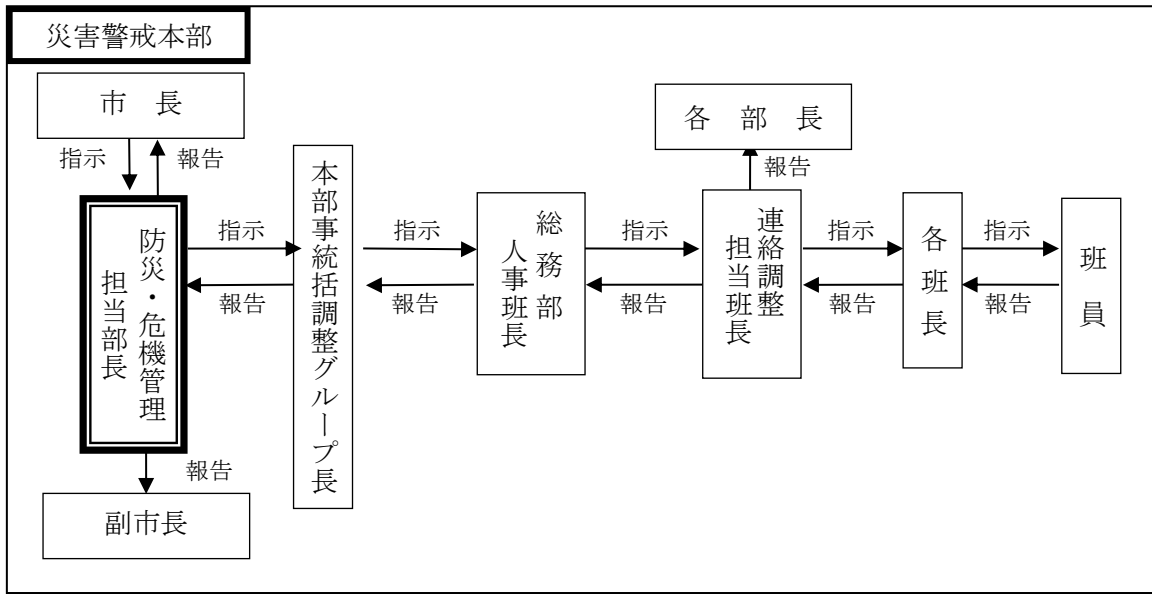 災害警戒本部
市　長
各　部　長
指示
報告
報告
防災・危機管理
担当部長
指示
報告
本部事統括調整グループ長
指示
報告
総務部
人事班長
指示
報告
連絡調整
担当班長
指示
報告
各班長
指示
報告
班員
報告
副市長